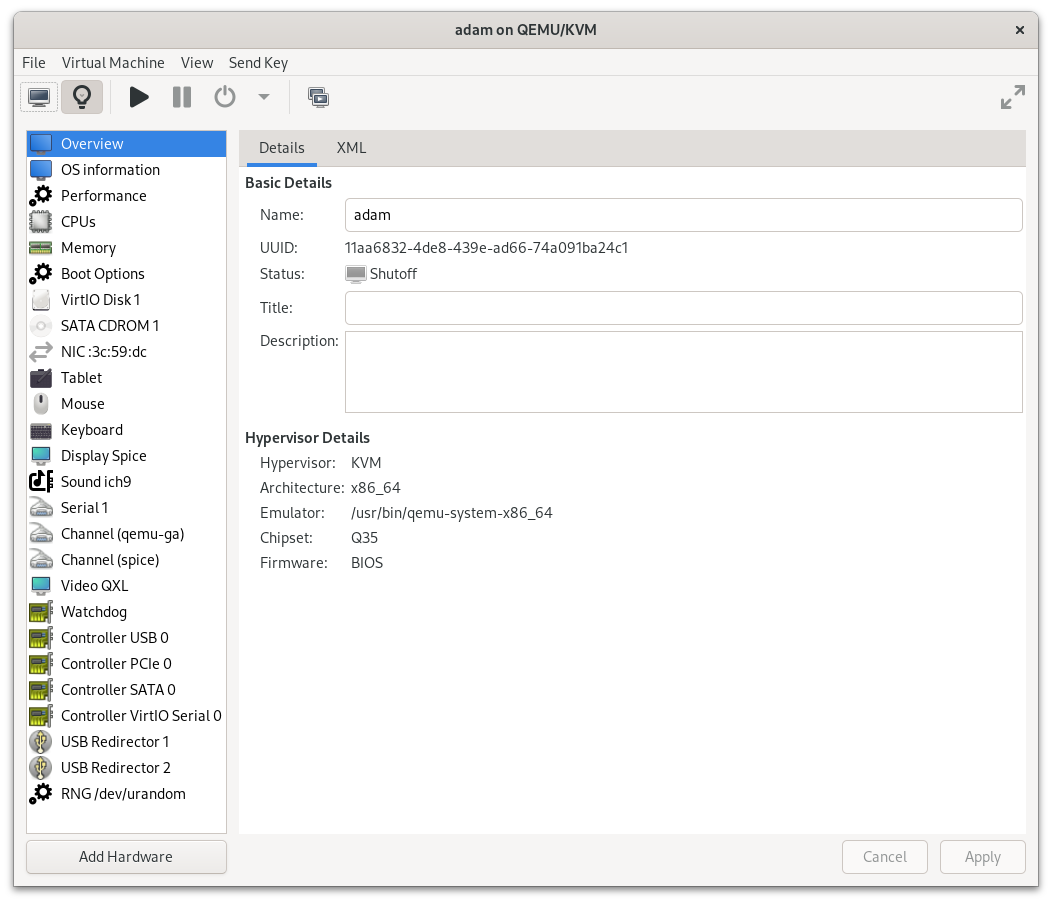 adam on QEMU/KVM
File Virtual Machine View Send Key
Overview
OS information
Performance
CPUs
Memory
Boot Options
VirtIO Disk 1
SATA CDROM 1
NIC :3c:59:dc
Tablet
Mouse
Keyboard
Display Spice
Sound ich9
Serial 1
Channel (qemu-ga)
Channel (spice)
Video QXL
Watchdog
Controller USB 0
Controller PCIe 0
Controller SATA 0
Controller VirtIO Serial 0
USB Redirector 1
USB Redirector 2
RNG /dev/urandom
Add Hardware
Details XML
Basic Details
Name: adam
UUID: 11aa6832-4de8-439e-ad66-74a091ba24c1
Status: Shutoff
Title:
Description:
Hypervisor Details
Hypervisor: KVM
Architecture: x86_64
Emulator: /usr/bin/qemu-system-x86_64
Chipset: Q35
Firmware: BIOS
Cancel Apply